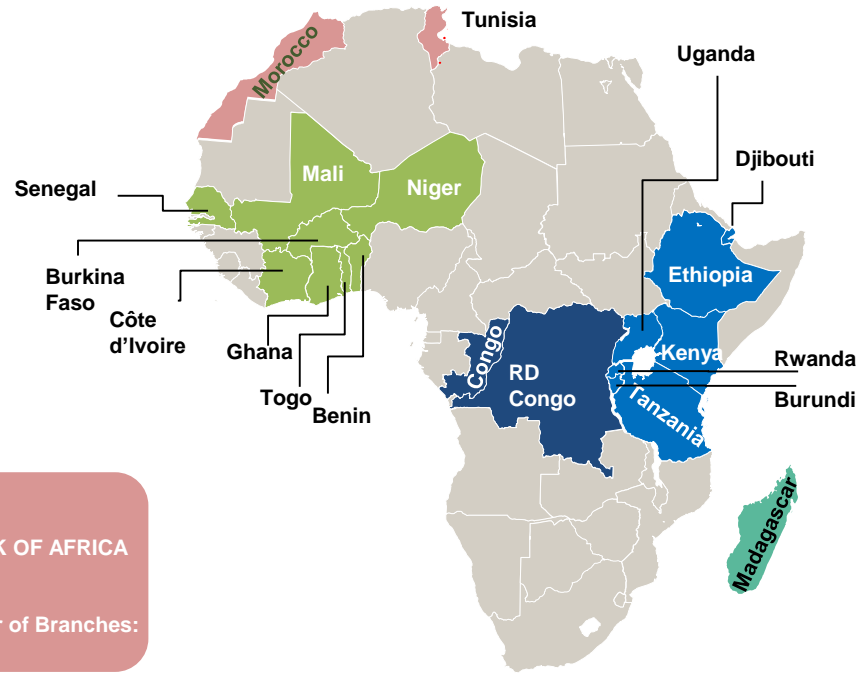 Tunisia
Morocco
Uganda
Djibouti
Mali
Niger
Senegal
Ethiopia
Burkina
Faso
Côte
d’Ivoire
Ghana
Togo
Benin
Congo
RD
Congo
Kenya
Rwanda
Tanzania
Burundi
Madagascar
OF AFRICA
of Branches: